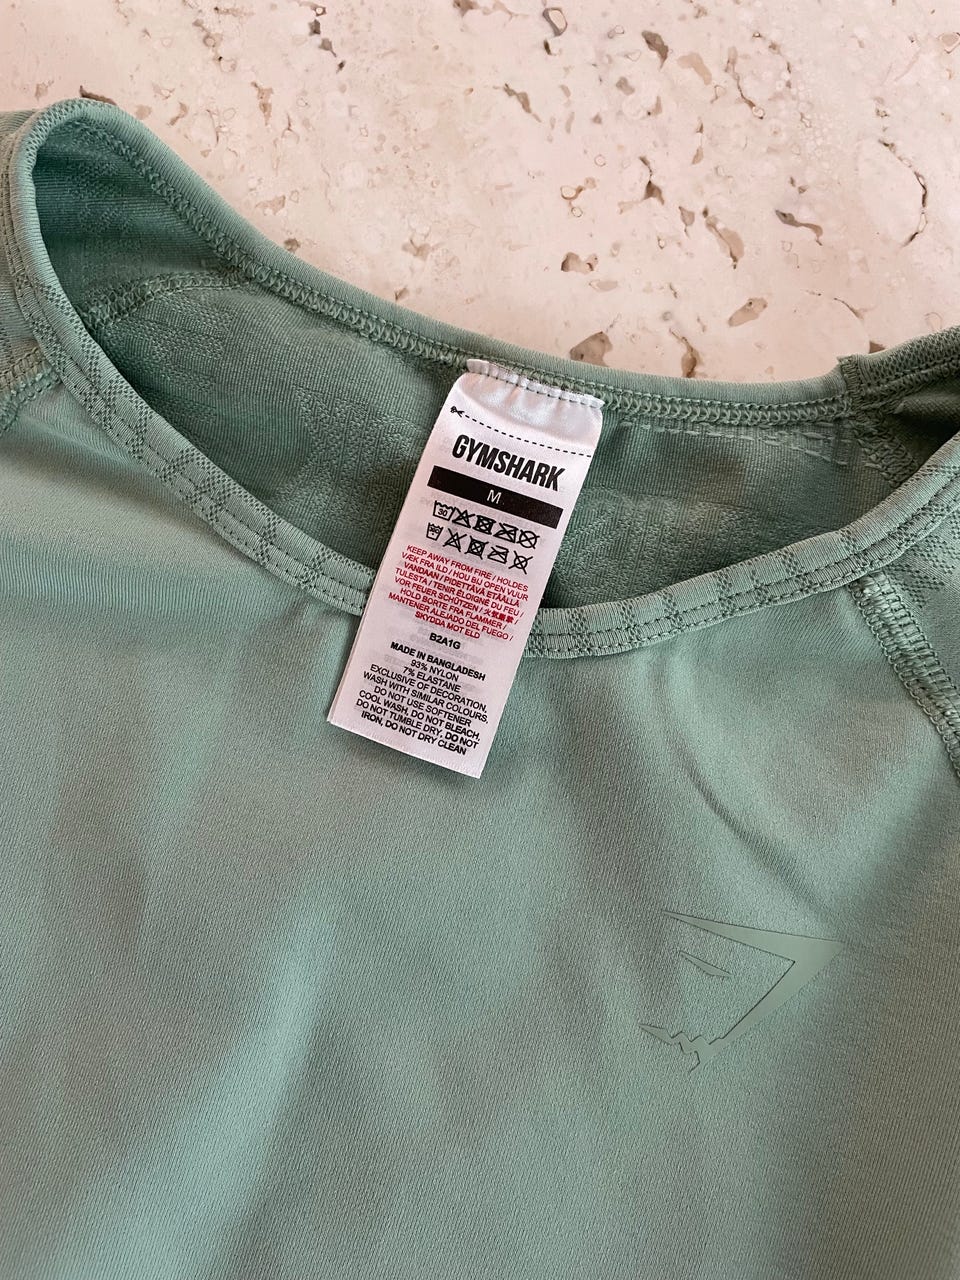 GYMSHARK
M
30
30
KEEP AWAY FROM FIRE / HOLDES
VÆK FRA ILD / HOU BIJ OPEN VUUR
VANDAAN / PIDETTÄVÄ ETÄÄLLÄ
TULESTA / TENIR ÉLOIGNÉ DU FEU /
VOR FEUER SCHÜTZEN / 火気厳禁 /
HOLD BORTE FRA FLAMMER /
MANTENER ALEJADO DEL FUEGO /
SKYDDA MOT ELD
B2A1G
MADE IN BANGLADESH
93% NYLON
7% ELASTANE
EXCLUSIVE OF DECORATION,
WASH WITH SIMILAR COLOURS,
DO NOT USE SOFTENER
COOL WASH, DO NOT BLEACH,
DO NOT TUMBLE DRY, DO NOT
IRON, DO NOT DRY CLEAN